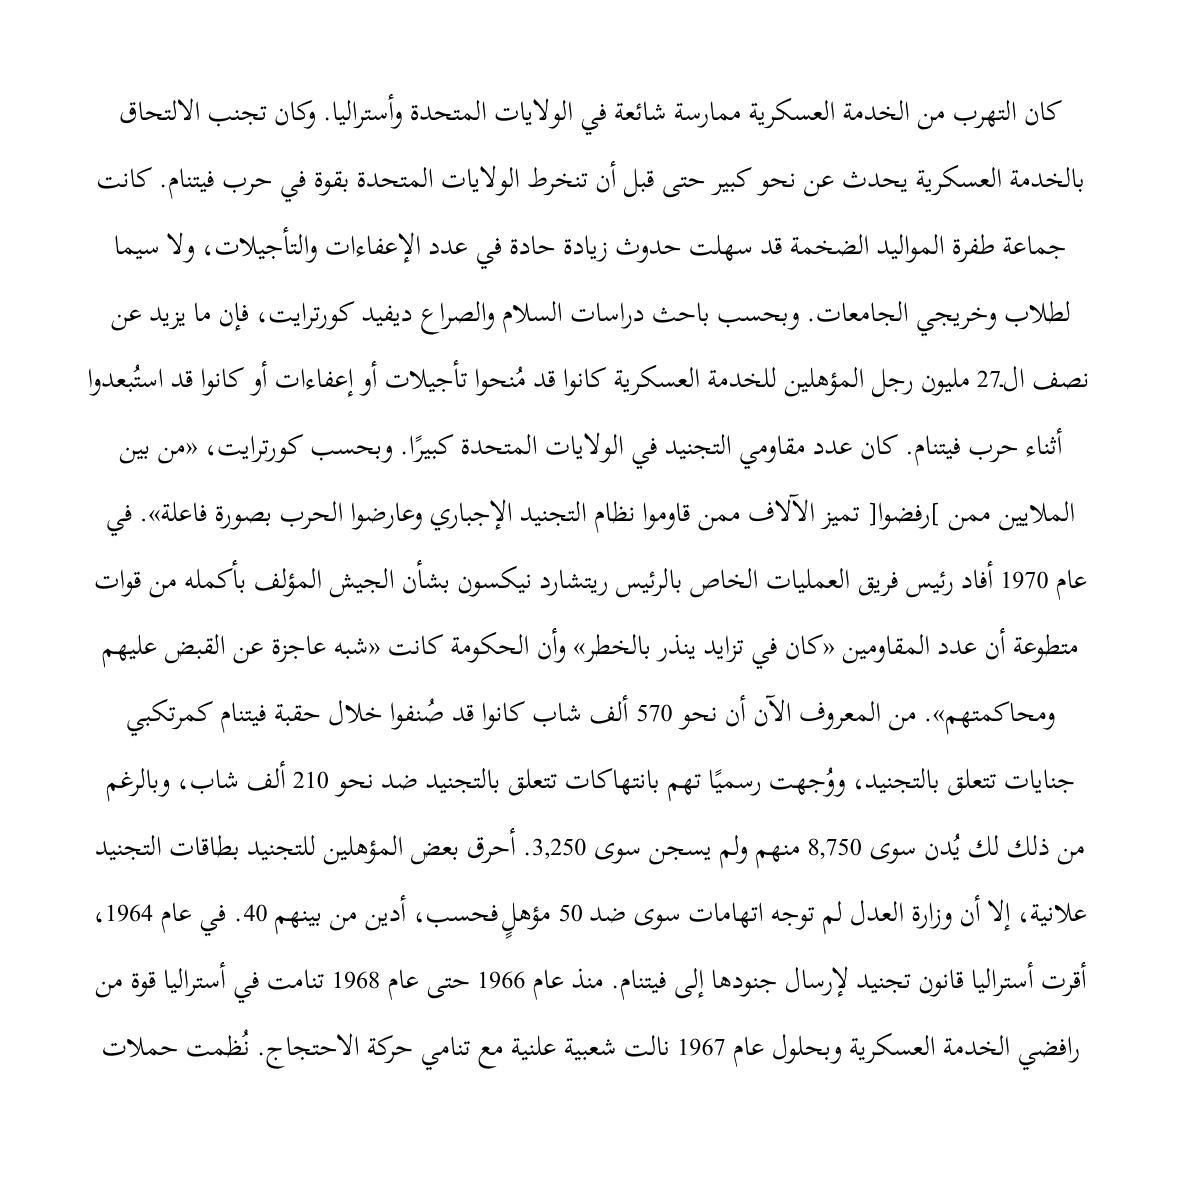 كان التهرب من الخدمة العسكرية ممارسة شائعة في الولايات المتحدة وأستراليا. وكان تجنب الالتحاق
بالخدمة العسكرية يحدث عن نحو كبير حتى قبل أن تنخرط الولايات المتحدة بقوة في حرب فيتنام. كانت
جماعة طفرة المواليد الضخمة قد سهلت حدوث زيادة حادة في عدد الإعفاءات والتأجيلات، ولا سيما
لطلاب وخريجي الجامعات. وبحسب باحث دراسات السلام والصراع ديفيد كورترايت، فإن ما يزيد عن
نصف الـ27 مليون رجل المؤهلين للخدمة العسكرية كانوا قد مُنحوا تأجيلات أو إعفاءات أو كانوا قد استُبعدوا
أثناء حرب فيتنام. كان عدد مقاومي التجنيد في الولايات المتحدة كبيرًا. وبحسب كورترايت، «من بين
الملايين ممن ]رفضوا[ تميز الآلاف ممن قاوموا نظام التجنيد الإجباري وعارضوا الحرب بصورة فاعلة». في
عام 1970 أفاد رئيس فريق العمليات الخاص بالرئيس ريتشارد نيكسون بشأن الجيش المؤلف بأكمله من قوات
متطوعة أن عدد المقاومين «كان في تزايد ينذر بالخطر» وأن الحكومة كانت «شبه عاجزة عن القبض عليهم
ومحاكمتهم». من المعروف الآن أن نحو 570 ألف شاب كانوا قد صُنفوا خلال حقبة فيتنام كمرتكبي
جنايات تتعلق بالتجنيد، ووُجهت رسميًا تهم بانتهاكات تتعلق بالتجنيد ضد نحو 210 ألف شاب، وبالرغم
من ذلك لك يُدن سوى 8,750 منهم ولم يسجن سوى 3,250. أحرق بعض المؤهلين للتجنيد بطاقات التجنيد
علانية، إلا أن وزارة العدل لم توجه اتهامات سوى ضد 50 مؤهلٍ فحسب، أدين من بينهم 40. في عام 1964،
أقرت أستراليا قانون تجنيد لإرسال جنودها إلى فيتنام. منذ عام 1966 حتى عام 1968 تنامت في أستراليا قوة من
رافضي الخدمة العسكرية وبحلول عام 1967 نالت شعبية علنية مع تنامي حركة الاحتجاج. نُظمت حملات